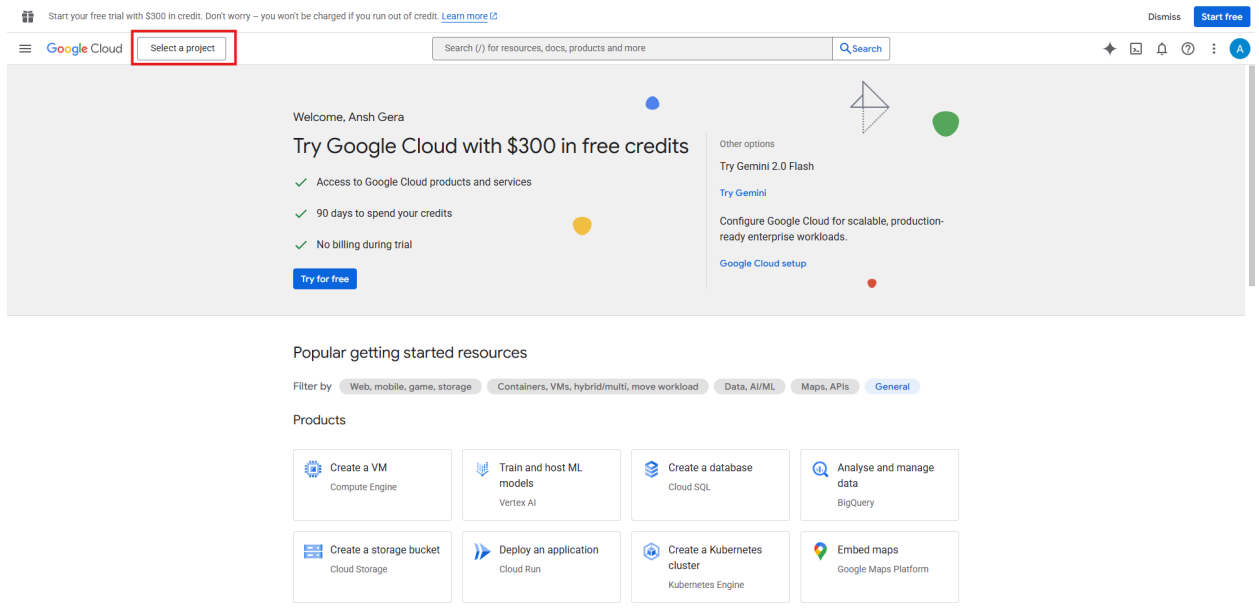 Start your free trial with $300 in credit. Don't worry – you won't be charged if you run out of credit. Learn more
Dismiss
Start free
Google Cloud
Select a project
Search (/) for resources, docs, products and more
Search
A
Welcome, Ansh Gera
Try Google Cloud with $300 in free credits
Access to Google Cloud products and services
90 days to spend your credits
No billing during trial
Try for free
Other options
Try Gemini 2.0 Flash
Try Gemini
Configure Google Cloud for scalable, production-
ready enterprise workloads.
Google Cloud setup
Popular getting started resources
Filter by
Web, mobile, game, storage
Containers, VMs, hybrid/multi, move workload
Data, AI/ML
Maps, APIs
General
Products
Create a VM
Compute Engine
Train and host ML
models
Vertex AI
Create a database
Cloud SQL
Analyse and manage
data
BigQuery
Create a storage bucket
Cloud Storage
Deploy an application
Cloud Run
Create a Kubernetes
cluster
Kubernetes Engine
Embed maps
Google Maps Platform